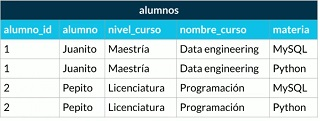 alumnos
alumno_id alumno nivel_curso nombre_curso materia
1 Juanito Maestría Data engineering MySQL
1 Juanito Maestría Data engineering Python
2 Pepito Licenciatura Programación MySQL
2 Pepito Licenciatura Programación Python